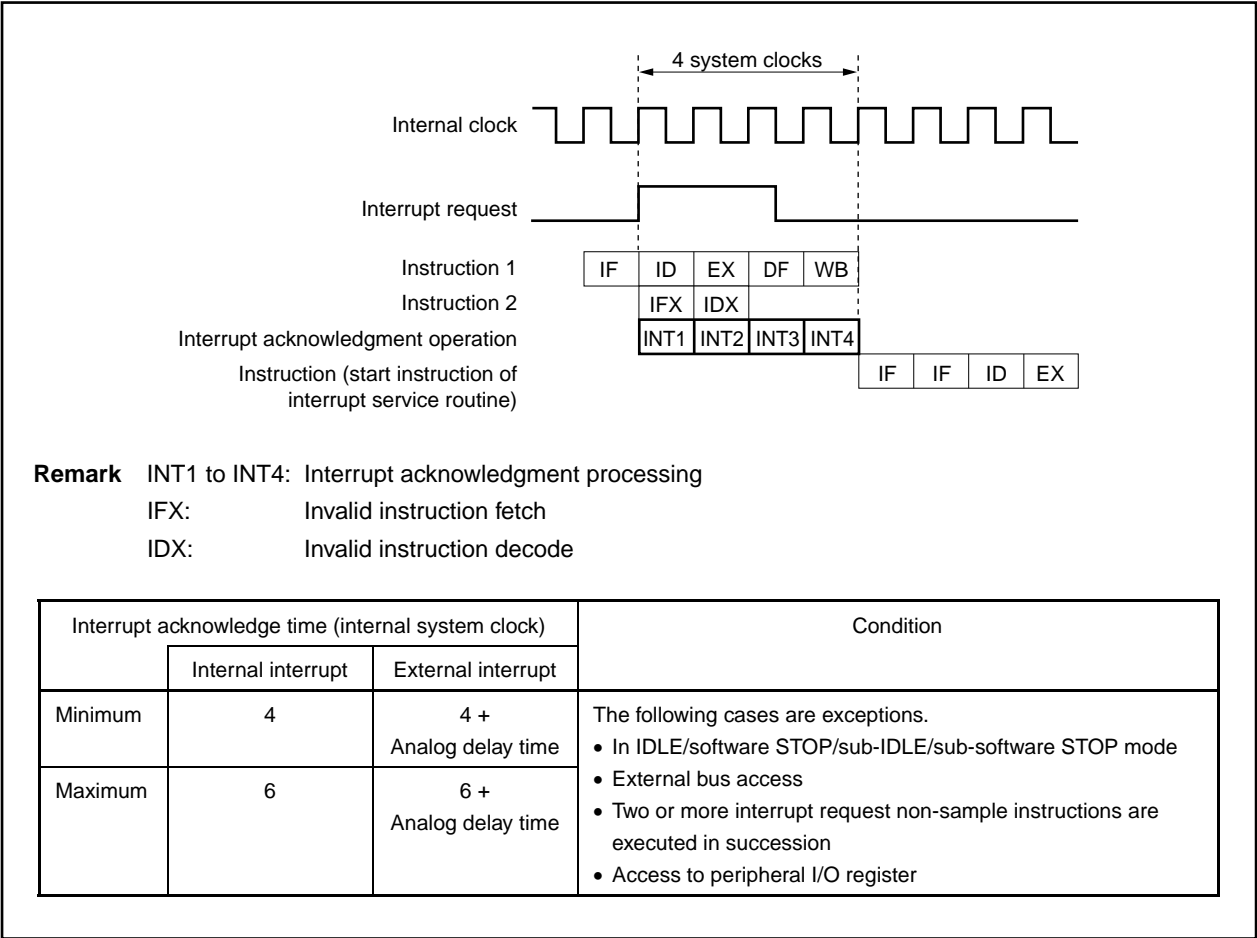 4 system clocks
Internal clock
Interrupt request
Instruction 1 IF ID EX DF WB
Instruction 2 IFX IDX
Interrupt acknowledgment operation INT1 INT2 INT3 INT4
Instruction (start instruction of
interrupt service routine) IF IF ID EX
Remark INT1 to INT4: Interrupt acknowledgment processing
IFX: Invalid instruction fetch
IDX: Invalid instruction decode
Interrupt acknowledge time (internal system clock) Condition
Internal interrupt External interrupt
Minimum 4 4 +
Analog delay time
Maximum 6 6 +
Analog delay time
The following cases are exceptions.
• In IDLE/software STOP/sub-IDLE/sub-software STOP mode
• External bus access
• Two or more interrupt request non-sample instructions are
executed in succession
• Access to peripheral I/O register